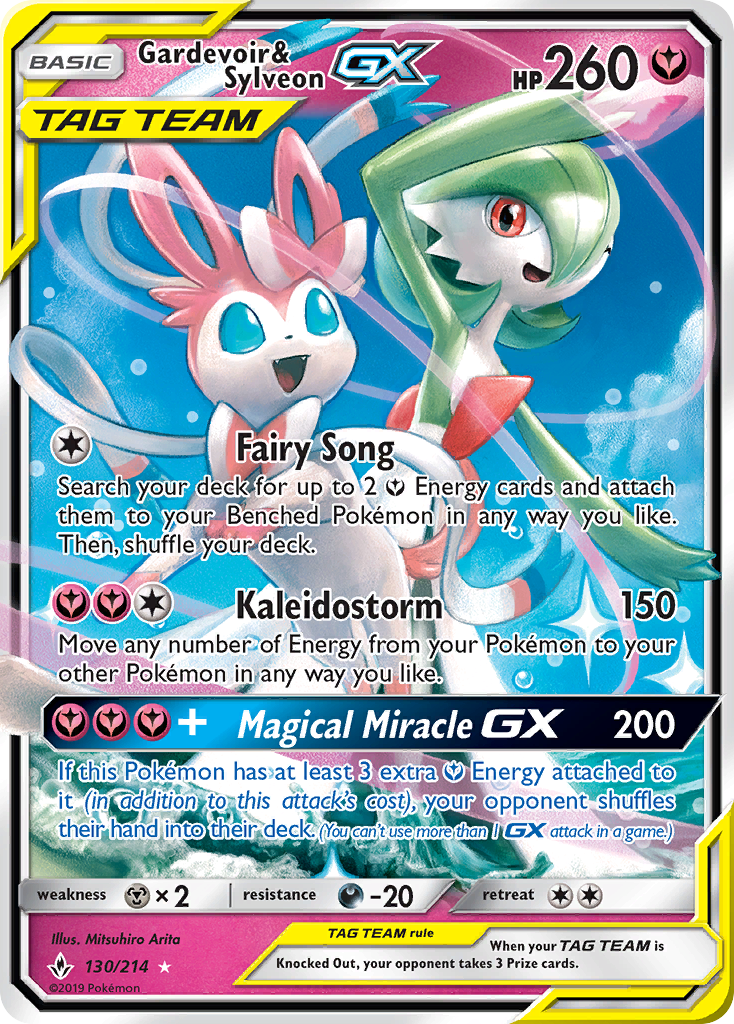 BASIC
Gardevoir&
Sylveon GX
HP 260
TAG TEAM
Fairy Song
Search your deck for up to 2 Energy cards and attach
them to your Benched Pokémon in any way you like.
Then, shuffle your deck.
Kaleidostorm 150
Move any number of Energy from your Pokémon to your
other Pokémon in any way you like.
+ Magical Miracle GX 200
If this Pokémon has at least 3 extra Energy attached to
it (in addition to this attack's cost), your opponent shuffles
their hand into their deck. (You can't use more than 1 GX attack in a game.)
weakness ×2 resistance -20 retreat
Illus. Mitsuhiro Arita
130/214
©2019 Pokémon
TAG TEAM rule
When your TAG TEAM is
Knocked Out, your opponent takes 3 Prize cards.